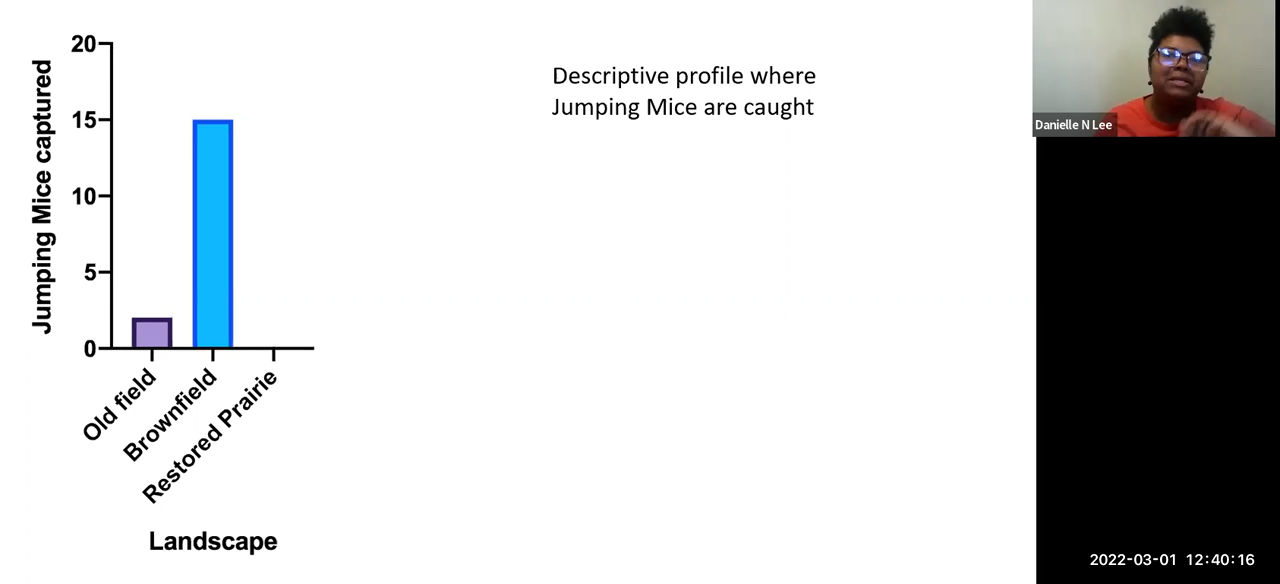 20
15
10
5
0
Jumping Mice captured
Old field
Brownfield
Restored Prairie
Landscape
Descriptive profile where
Jumping Mice are caught
Danielle N Lee
2022-03-01 12:40:16